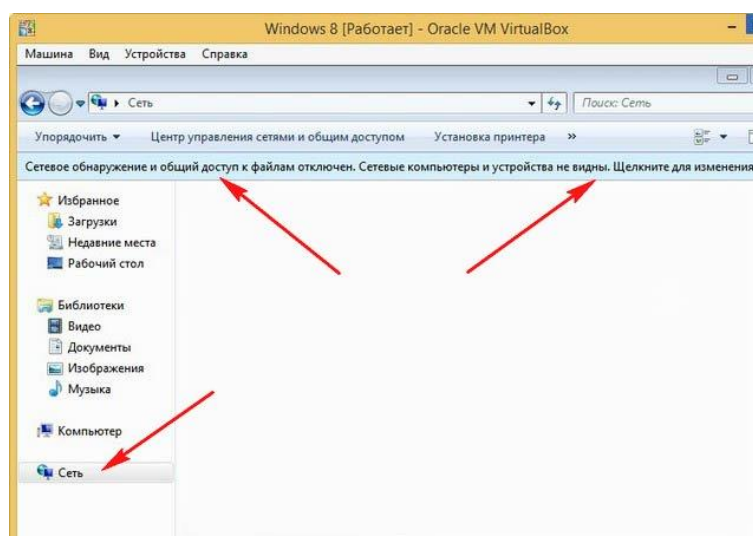 Windows 8 [Работает] - Oracle VM VirtualBox
Машина Вид Устройства Справка
Сеть
Поиск: Сеть
Упорядочить Центр управления сетями и общим доступом Установка принтера »
Сетевое обнаружение и общий доступ к файлам отключен. Сетевые компьютеры и устройства не видны. Щелкните для изменения
Избранное
Загрузки
Недавние места
Рабочий стол
Библиотеки
Видео
Документы
Изображения
Музыка
Компьютер
Сеть